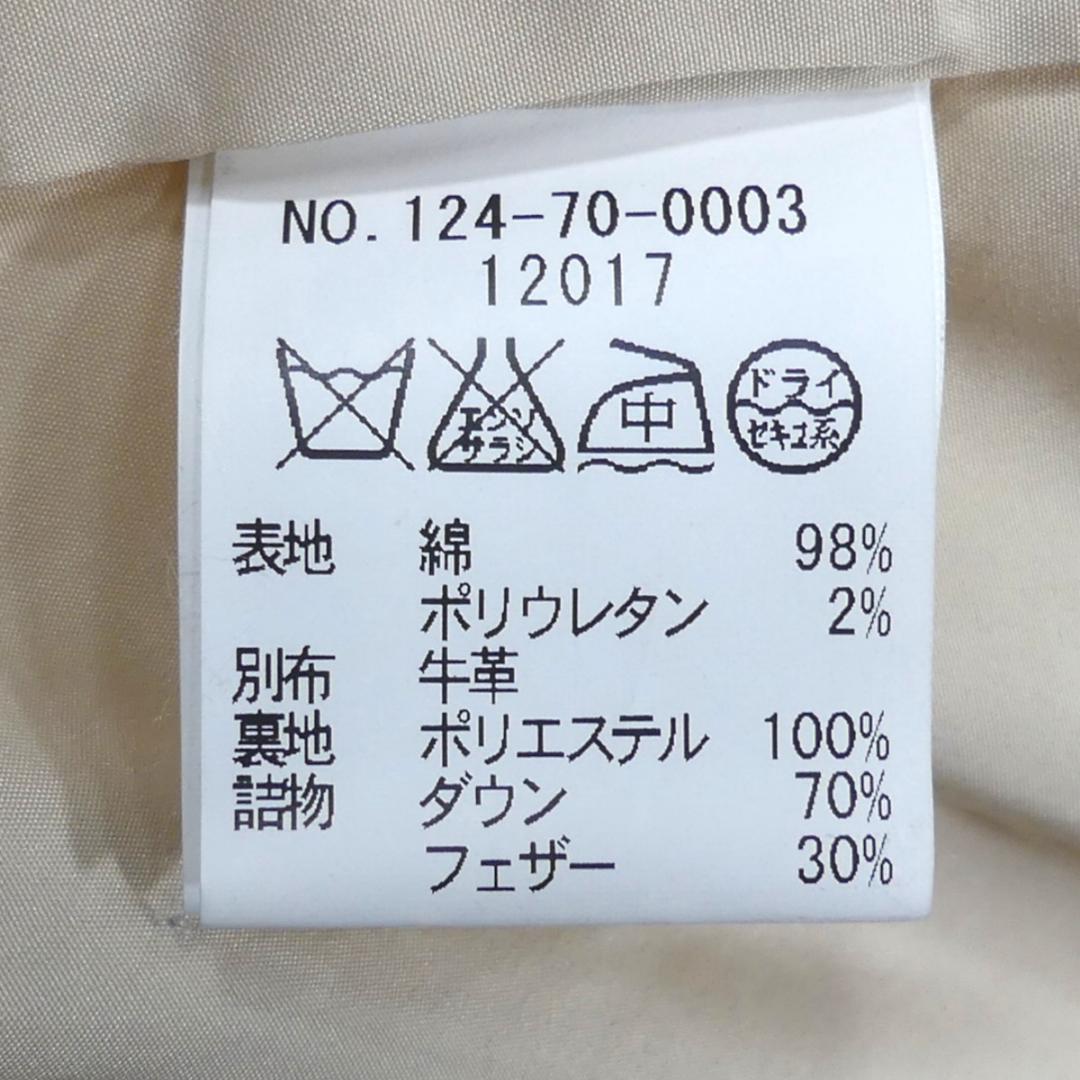 NO. 124-70-0003
12017
エンソ
サラシ
中
ドライ
セキユ系
表地 綿 98%
ポリウレタン 2%
別布 牛革
裏地 ポリエステル 100%
詰物 ダウン 70%
フェザー 30%